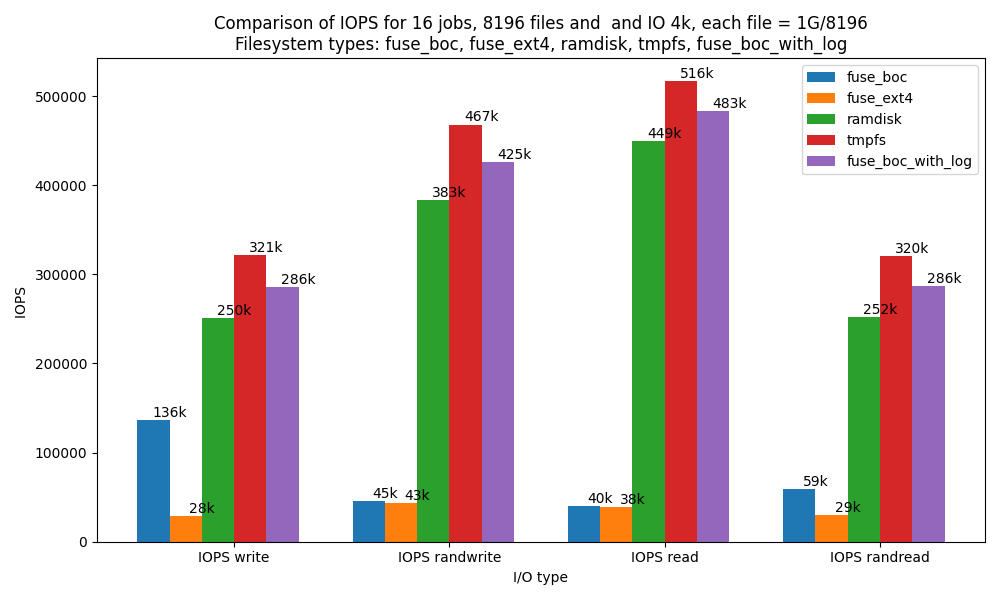 Comparison of IOPS for 16 jobs, 8196 files and  and IO 4k, each file = 1G/8196
Filesystem types: fuse_boc, fuse_ext4, ramdisk, tmpfs, fuse_boc_with_log
fuse_boc
fuse_ext4
ramdisk
tmpfs
fuse_boc_with_log
IOPS
500000
400000
300000
200000
100000
0
136k
28k
250k
321k
286k
45k
43k
383k
467k
425k
40k
38k
449k
516k
483k
59k
29k
252k
320k
286k
IOPS write
IOPS randwrite
IOPS read
IOPS randread
I/O type